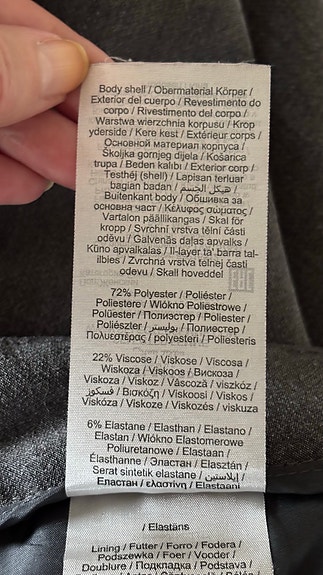 Body shell / Obermaterial Körper /
Exterior del cuerpo / Revestimento do
corpo / Rivestimento del corpo /
Warstwa wierzchnia korpusu / Krop
yderside / Kere kest / Extérieur corps /
Основной материал корпуса /
Školjka gornjeg dijela / Košarica
trupa / Beden kalıbı / Exterior corp /
Testhéj (shell) / Lapisan terluar
bagian badan / هيكل الجسم /
Buitenkant body / Обшивка за
основна част / Κέλυφος σώματος /
Vartalon päällikangas / Skal för
kropp / Svrchní vrstva tělní části
oděvu / Galvenās daļas apvalks /
Kūno apvalkalas / Il-layer ta' barra tal-
ibies / Zvrchná vrstva telnej časti
odevu / Skall hoveddel
72% Polyester / Poliéster /
Poliestere / Włókno Poliestrowe /
Polüester / Полиэстер / Poliester /
Poliészter / بوليستر / Полиестер /
Πολυεστέρας / polyesteri / Poliesteris
22% Viscose / Viskose / Viscosa /
Wiskoza / Viskoos / Вискоза /
Viskoza / Viskoz / Vâscoză / viszkóz /
فسكوز / Βισκόζη / Viskoosi / Viskos /
Viskóza / Viskoze / Viskozės / viskuza
6% Elastane / Elasthan / Elastano /
Elastan / Włókno Elastomerowe
Poliuretanowe / Elastaan /
Élasthanne / Эластан / Elasztán /
Serat sintetik elastane / إيلاستين /
Еластан / ελαστίνη / Elastaani
/ Elastāns
Lining / Futter / Forro / Fodera /
Podszewka / Foer / Vooder /
Doublure / Подкладка / Podstava /